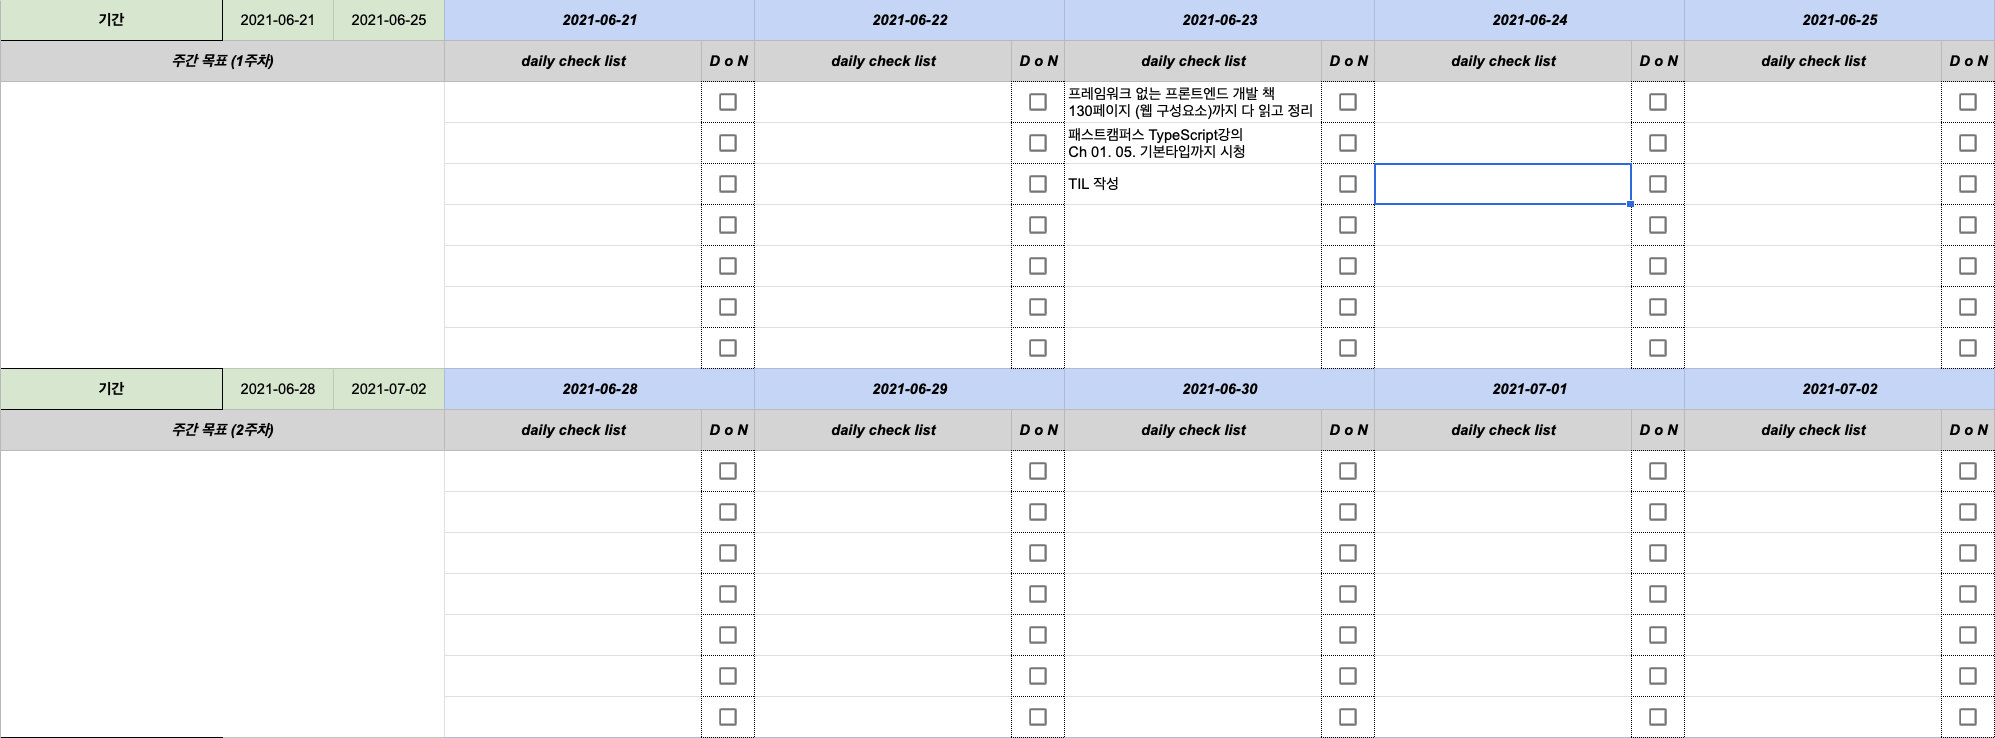 기간 2021-06-21 2021-06-25 2021-06-21 2021-06-22 2021-06-23 2021-06-24 2021-06-25
주간 목표 (1주차) daily check list D o N daily check list D o N daily check list D o N daily check list D o N daily check list D o N
프레임워크 없는 프론트엔드 개발 책
130페이지 (웹 구성요소)까지 다 읽고 정리
패스트캠퍼스 TypeScript강의
Ch 01. 05. 기본타입까지 시청
TIL 작성
기간 2021-06-28 2021-07-02 2021-06-28 2021-06-29 2021-06-30 2021-07-01 2021-07-02
주간 목표 (2주차) daily check list D o N daily check list D o N daily check list D o N daily check list D o N daily check list D o N